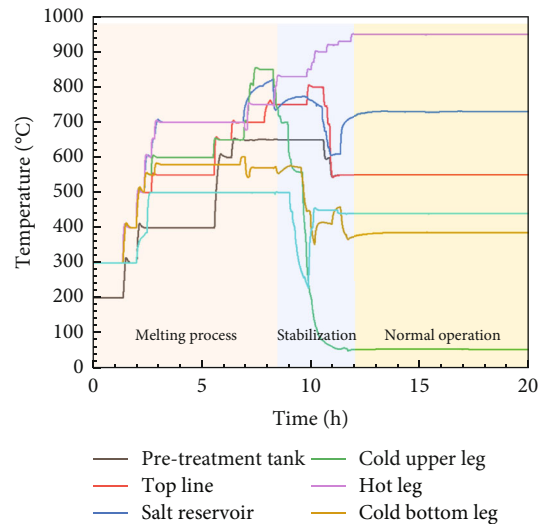 1000
900
800
700
600
500
400
300
200
100
0
Temperature (°C)
Melting process
Stabilization
Normal operation
0
5
10
15
20
Time (h)
Pre-treatment tank
Top line
Salt reservoir
Cold upper leg
Hot leg
Cold bottom leg